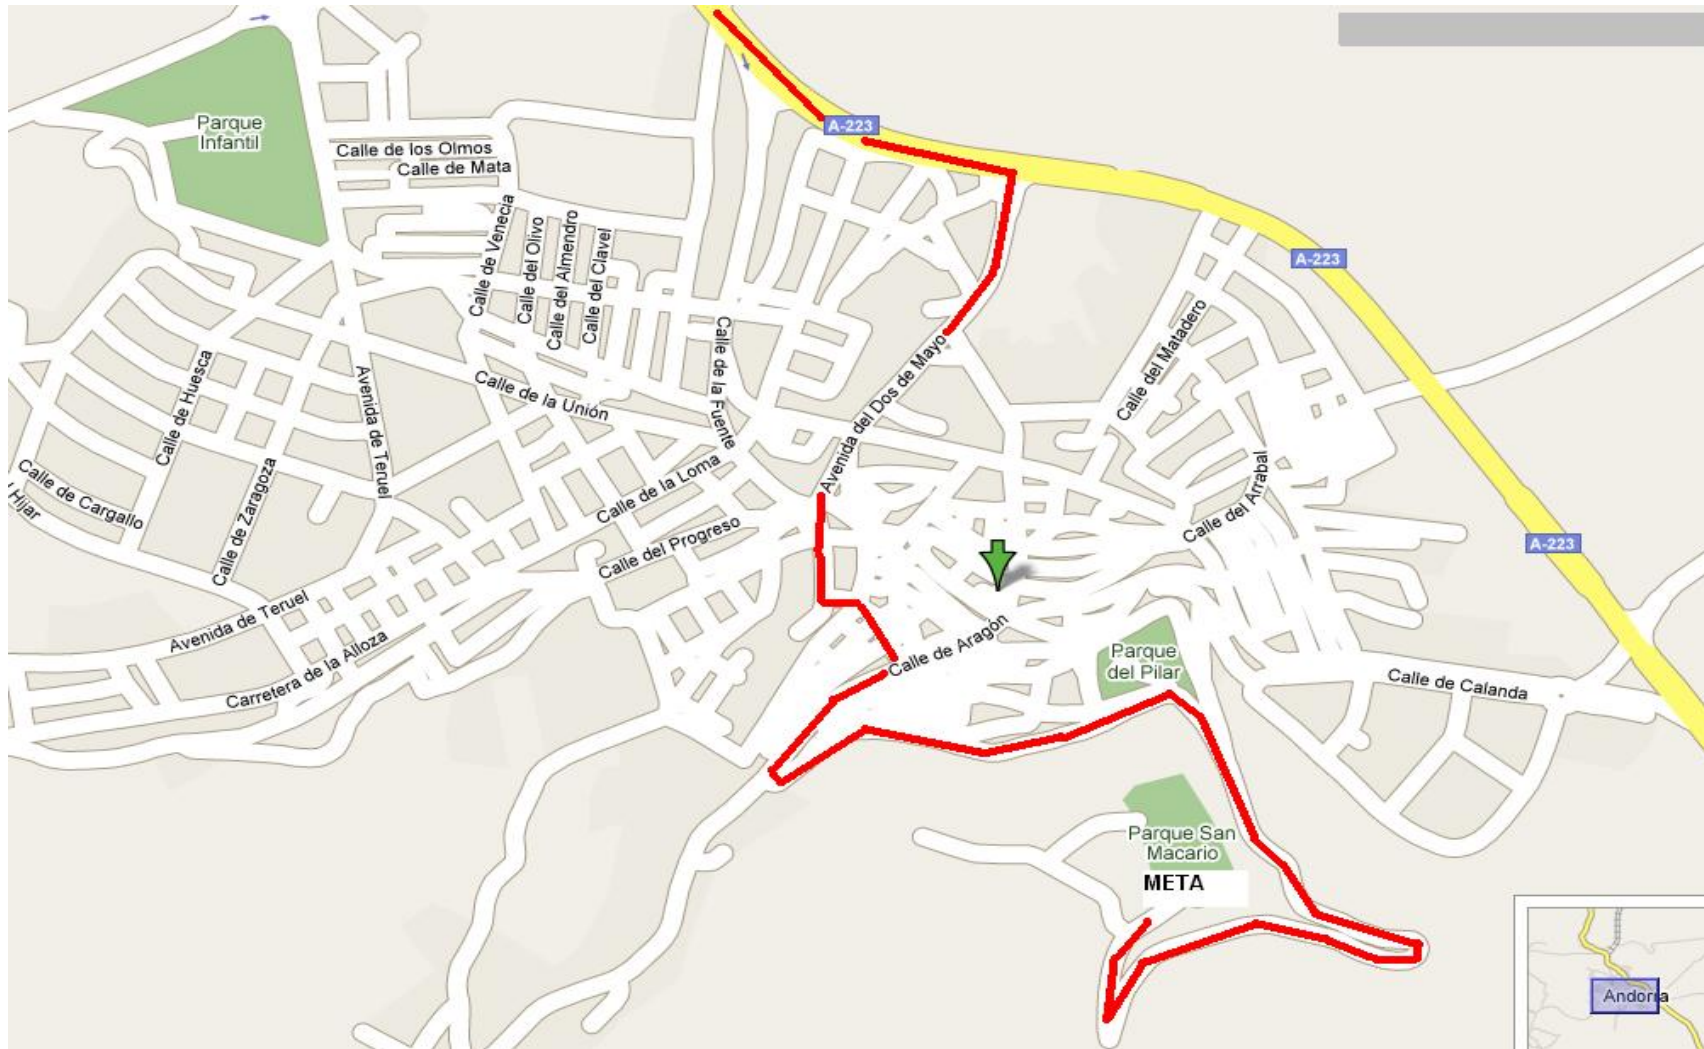 A-223
Parque
Infantil
Calle de los Olmos
Calle de Mata
Calle de Venecia
Calle del Olivo
Calle del Almendro
Calle del Clavel
A-223
Calle de la Fuente
Calle del Matadero
Avenida del Dos de Mayo
Calle de Huesca
Avenida de Teruel
Calle de la Unión
Calle de la Loma
Calle de Cargallo
Hijar
Calle de Zaragoza
Calle del Arrabal
Calle del Progreso
A-223
Avenida de Teruel
Carretera de la Alloza
Calle de Aragón
Parque
del Pilar
Calle de Calanda
Parque San
Macario
META
Andorra